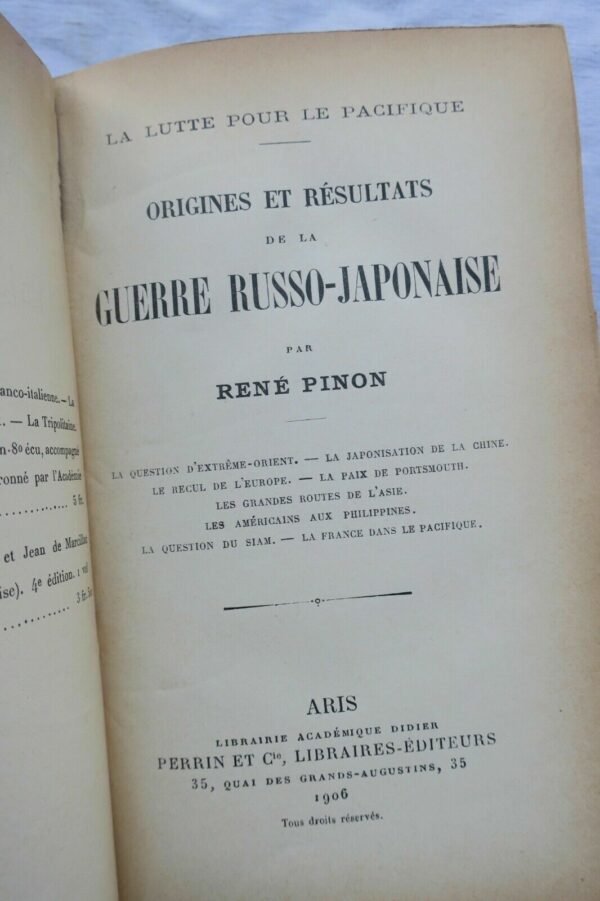 anco-italienne. — La
.. — La Tripolitaine.
n-8o écu, accompagné
ronné par l'Académie
5 fr.
et Jean de Marcillac
ise). 4e édition. 1 vol
3 fr.
LA LUTTE POUR LE PACIFIQUE
ORIGINES ET RÉSULTATS
DE LA
GUERRE RUSSO-JAPONAISE
PAR
RENÉ PINON
LA QUESTION D'EXTRÊME-ORIENT. — LA JAPONISATION DE LA CHINE.
LE RECUL DE L'EUROPE. — LA PAIX DE PORTSMOUTH.
LES GRANDES ROUTES DE L'ASIE.
LES AMÉRICAINS AUX PHILIPPINES.
LA QUESTION DU SIAM. — LA FRANCE DANS LE PACIFIQUE.
ARIS
LIBRAIRIE ACADÉMIQUE DIDIER
PERRIN ET Cie, LIBRAIRES-ÉDITEURS
35, QUAI DES GRANDS-AUGUSTINS, 35
1906
Tous droits réservés.